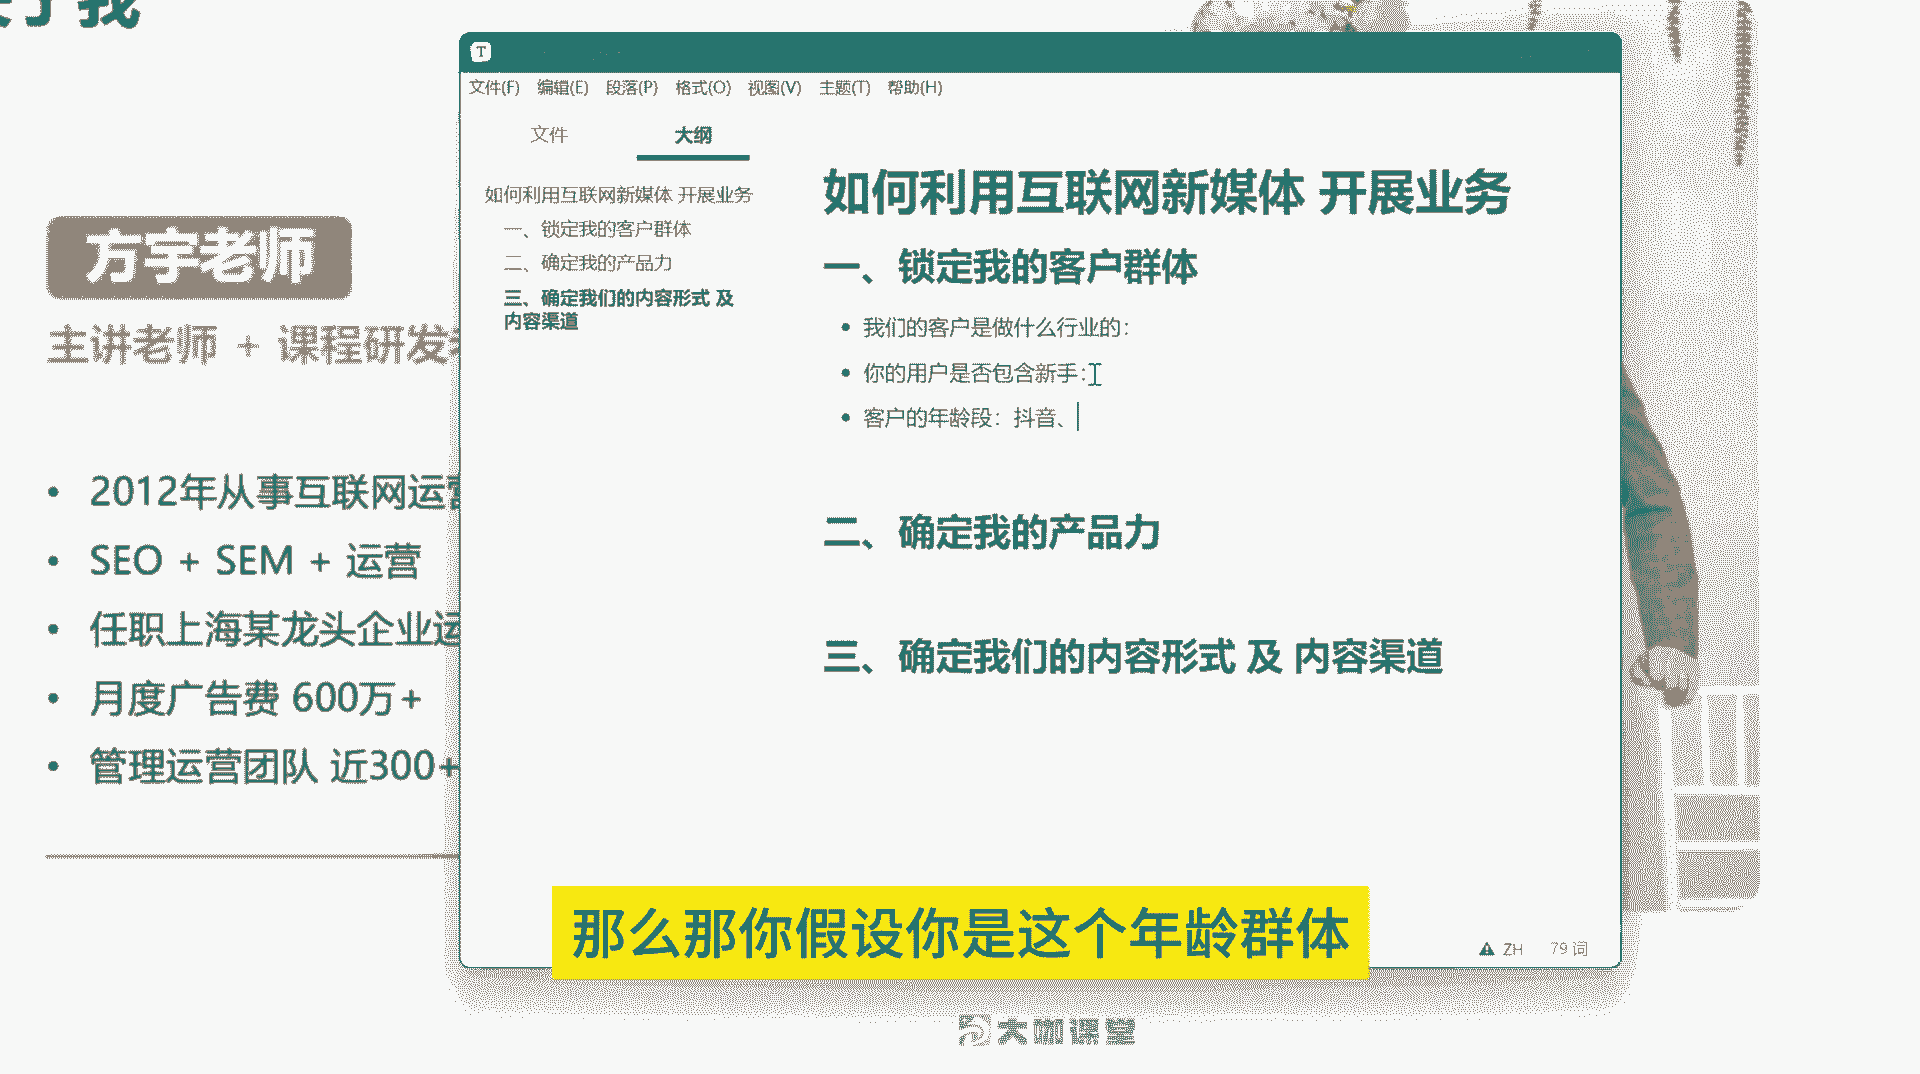 于我
方宇老师
主讲老师 + 课程研发
2012年从事互联网运营
SEO + SEM + 运营
任职上海某龙头企业运
月度广告费 600万+
管理运营团队 近300+
T
文件(F) 编辑(E) 段落(P) 格式(O) 视图(V) 主题(T) 帮助(H)
文件 大纲
如何利用互联网新媒体 开展业务
一、锁定我的客户群体
二、确定我的产品力
三、确定我们的内容形式 及
内容渠道
如何利用互联网新媒体 开展业务
一、锁定我的客户群体
我们的客户是做什么行业的：
你的用户是否包含新手：
客户的年龄段：抖音、
二、确定我的产品力
三、确定我们的内容形式 及 内容渠道
那么那你假设你是这个年龄群体
ZH 79 词
大咖课堂